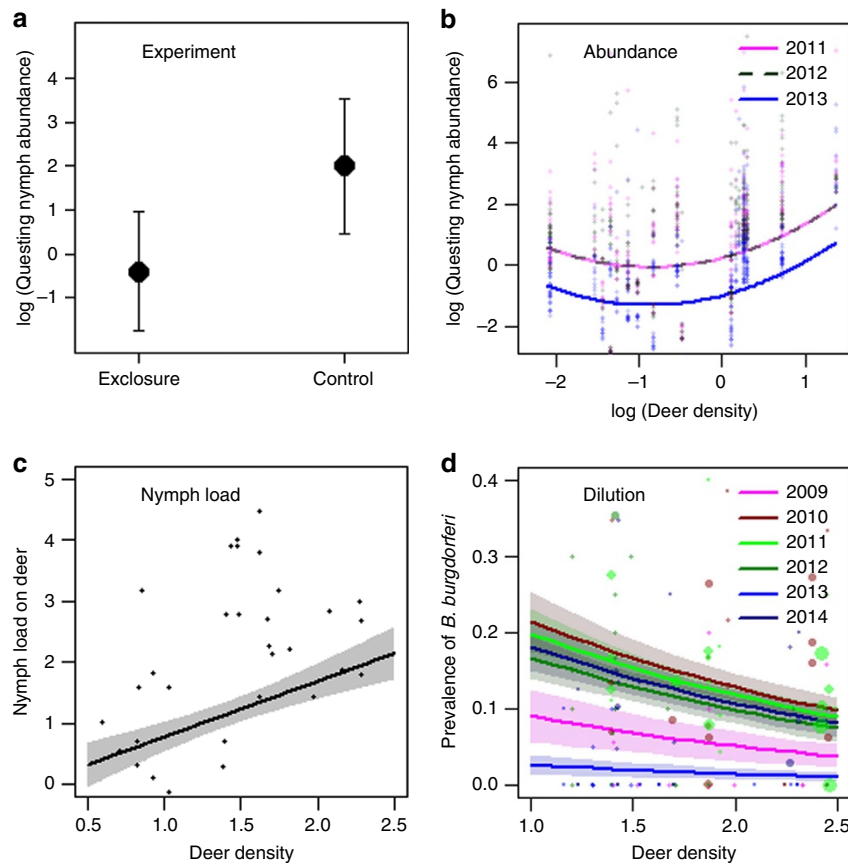 a
Experiment
log (Questing nymph abundance)
4
3
2
1
0
−1
Exclosure
Control
b
Abundance
2011
2012
2013
log (Questing nymph abundance)
6
4
2
0
−2
−2
−1
0
1
log (Deer density)
c
Nymph load
Nymph load on deer
5
4
3
2
1
0
0.5
1.0
1.5
2.0
2.5
Deer density
d
Dilution
2009
2010
2011
2012
2013
2014
Prevalence of B. burgdorferi
0.4
0.3
0.2
0.1
0.0
1.0
1.5
2.0
2.5
Deer density